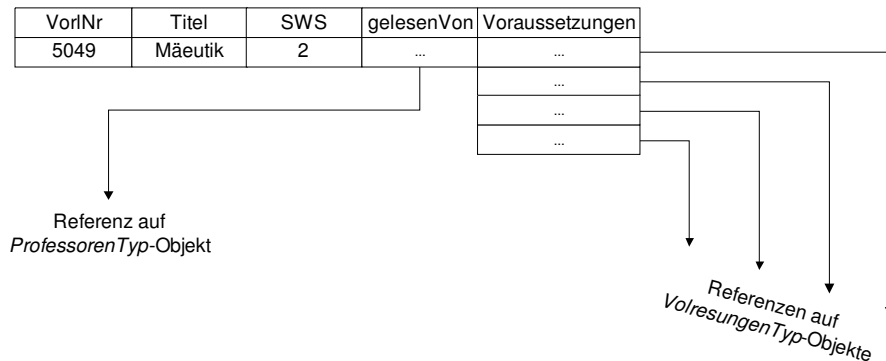 VorlNr Titel SWS gelesenVon Voraussetzungen
5049 Mäeutik 2 ... ...
...
...
...
Referenz auf
ProfessorenTyp-Objekt
Referenzen auf
VolresungenTyp-Objekte